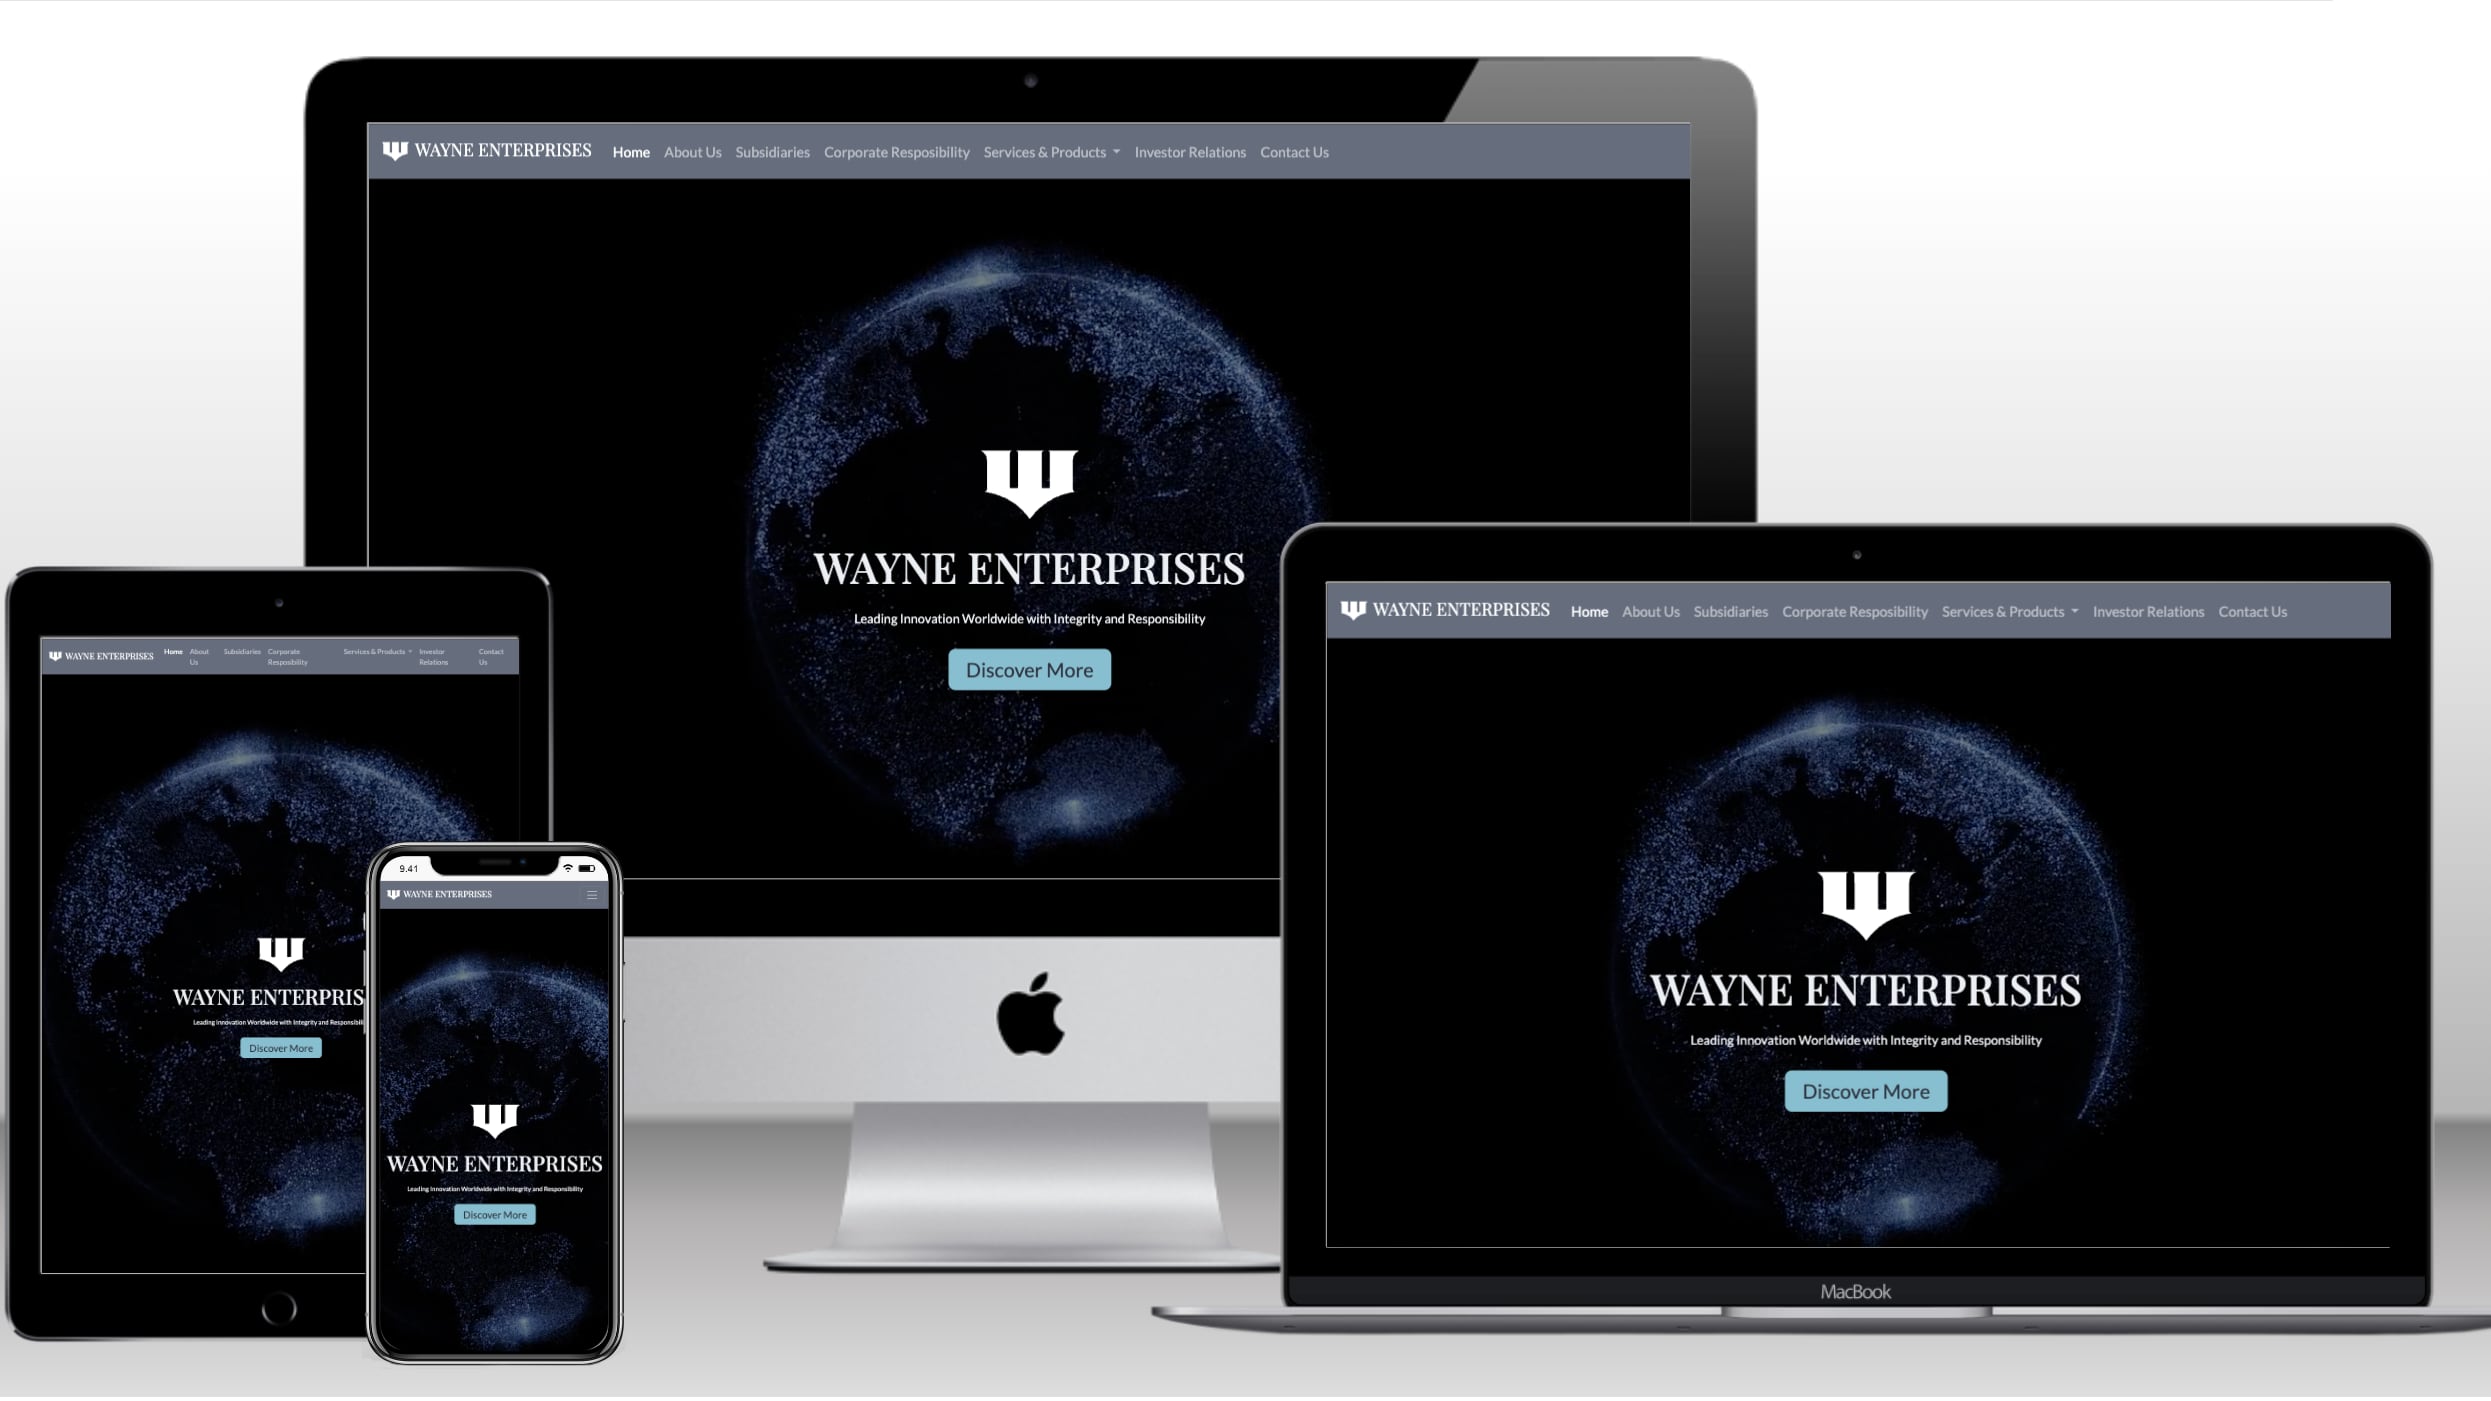 WAYNE ENTERPRISES Home About Us Subsidiaries Corporate Resposibility Services & Products Investor Relations Contact Us
WAYNE ENTERPRISES
Leading Innovation Worldwide with Integrity and Responsibility
Discover More
WAYNE ENTERPRISES Home About Us Subsidiaries Corporate Resposibility Services & Products Investor Relations Contact Us
WAYNE ENTERPRISES
Leading Innovation Worldwide with Integrity and Responsibility
Discover More
MacBook
WAYNE ENTERPRISES Home About Subsidiaries Corporate Services & Products Investor Contact
Us Resposibility Relations Us
WAYNE ENTERPRIS
Leading Innovation Worldwide with Integrity and Responsibili
Discover More
9.41
WAYNE ENTERPRISES
WAYNE ENTERPRISES
Leading Innovation Worldwide with Integrity and Responsibility
Discover More